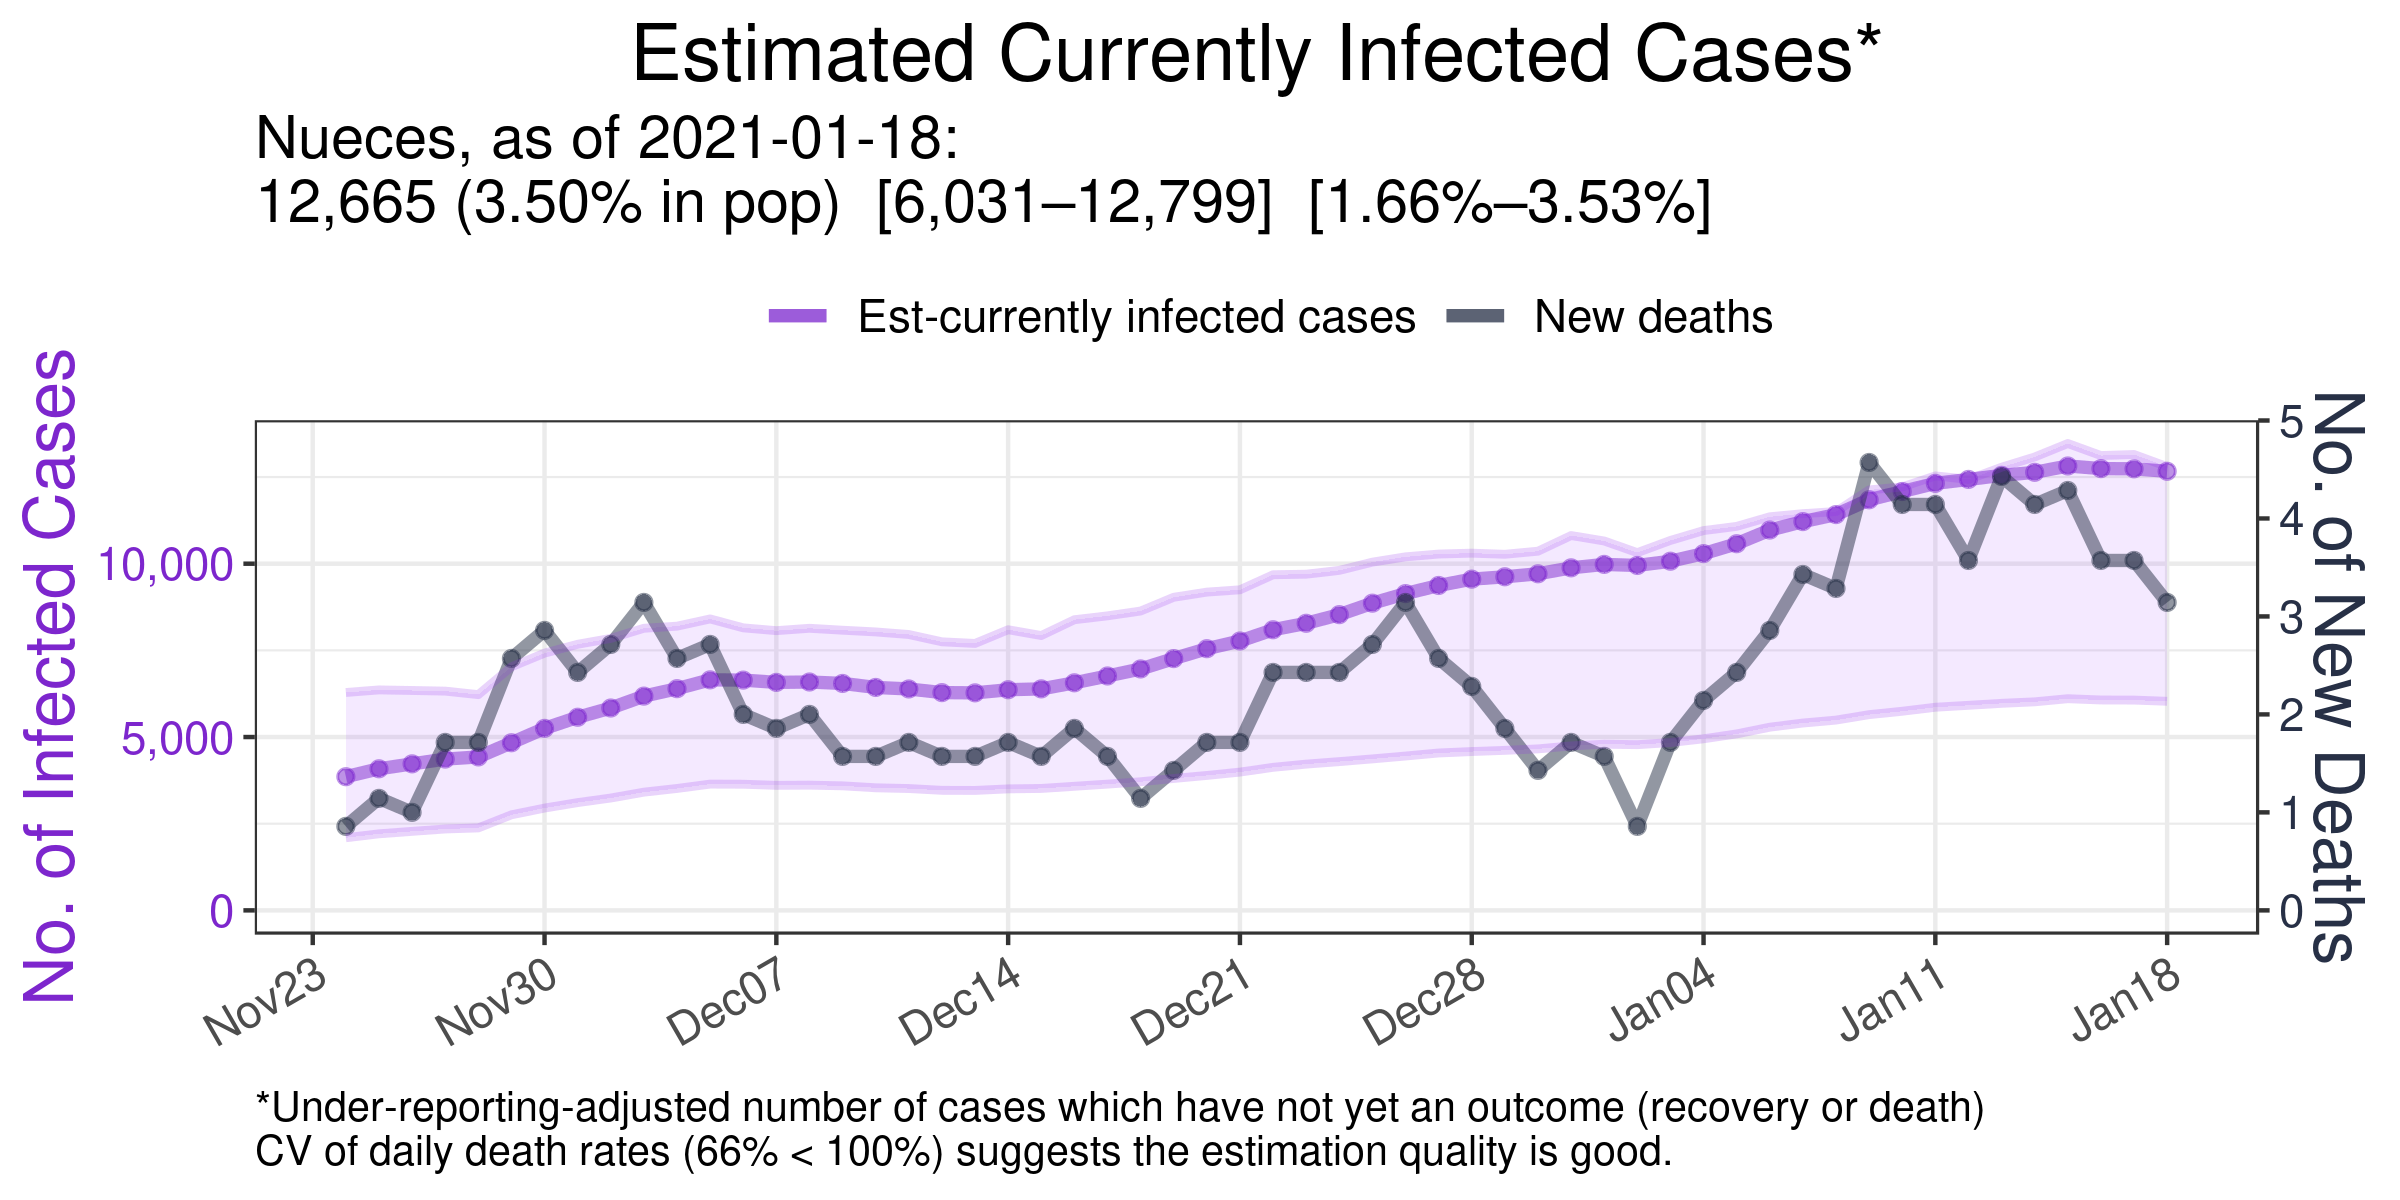 Estimated Currently Infected Cases*
Nueces, as of 2021-01-18:
12,665 (3.50% in pop)  [6,031–12,799]  [1.66%–3.53%]
Est-currently infected cases
New deaths
No. of Infected Cases
10,000
5,000
0
5
4
3
2
1
0
No. of New Deaths
Nov23
Nov30
Dec07
Dec14
Dec21
Dec28
Jan04
Jan11
Jan18
*Under-reporting-adjusted number of cases which have not yet an outcome (recovery or death)
CV of daily death rates (66% < 100%) suggests the estimation quality is good.